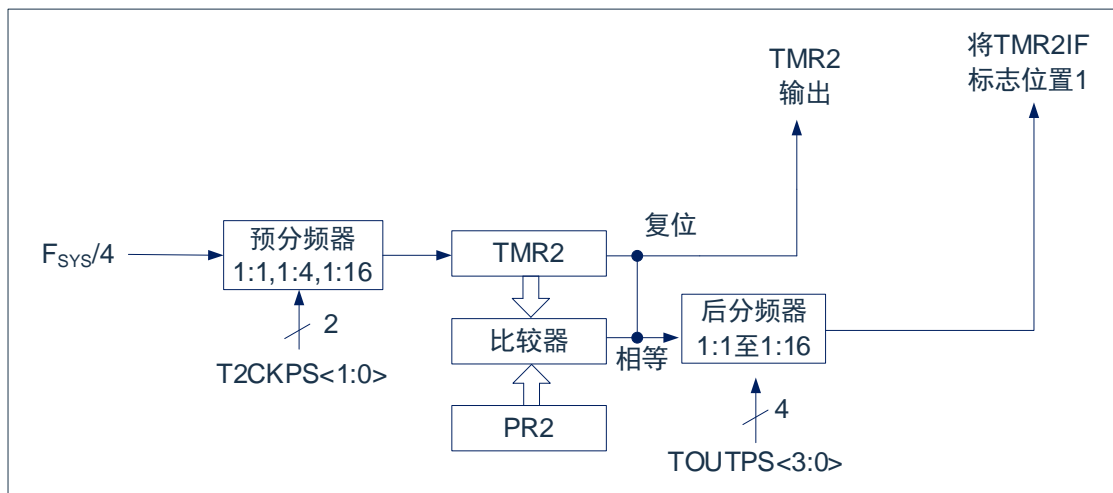 将TMR2IF
标志位置1
TMR2
输出
复位
F_SYS/4
预分频器
1:1,1:4,1:16
TMR2
后分频器
1:1至1:16
2
比较器
相等
T2CKPS<1:0>
4
PR2
TOUTPS<3:0>